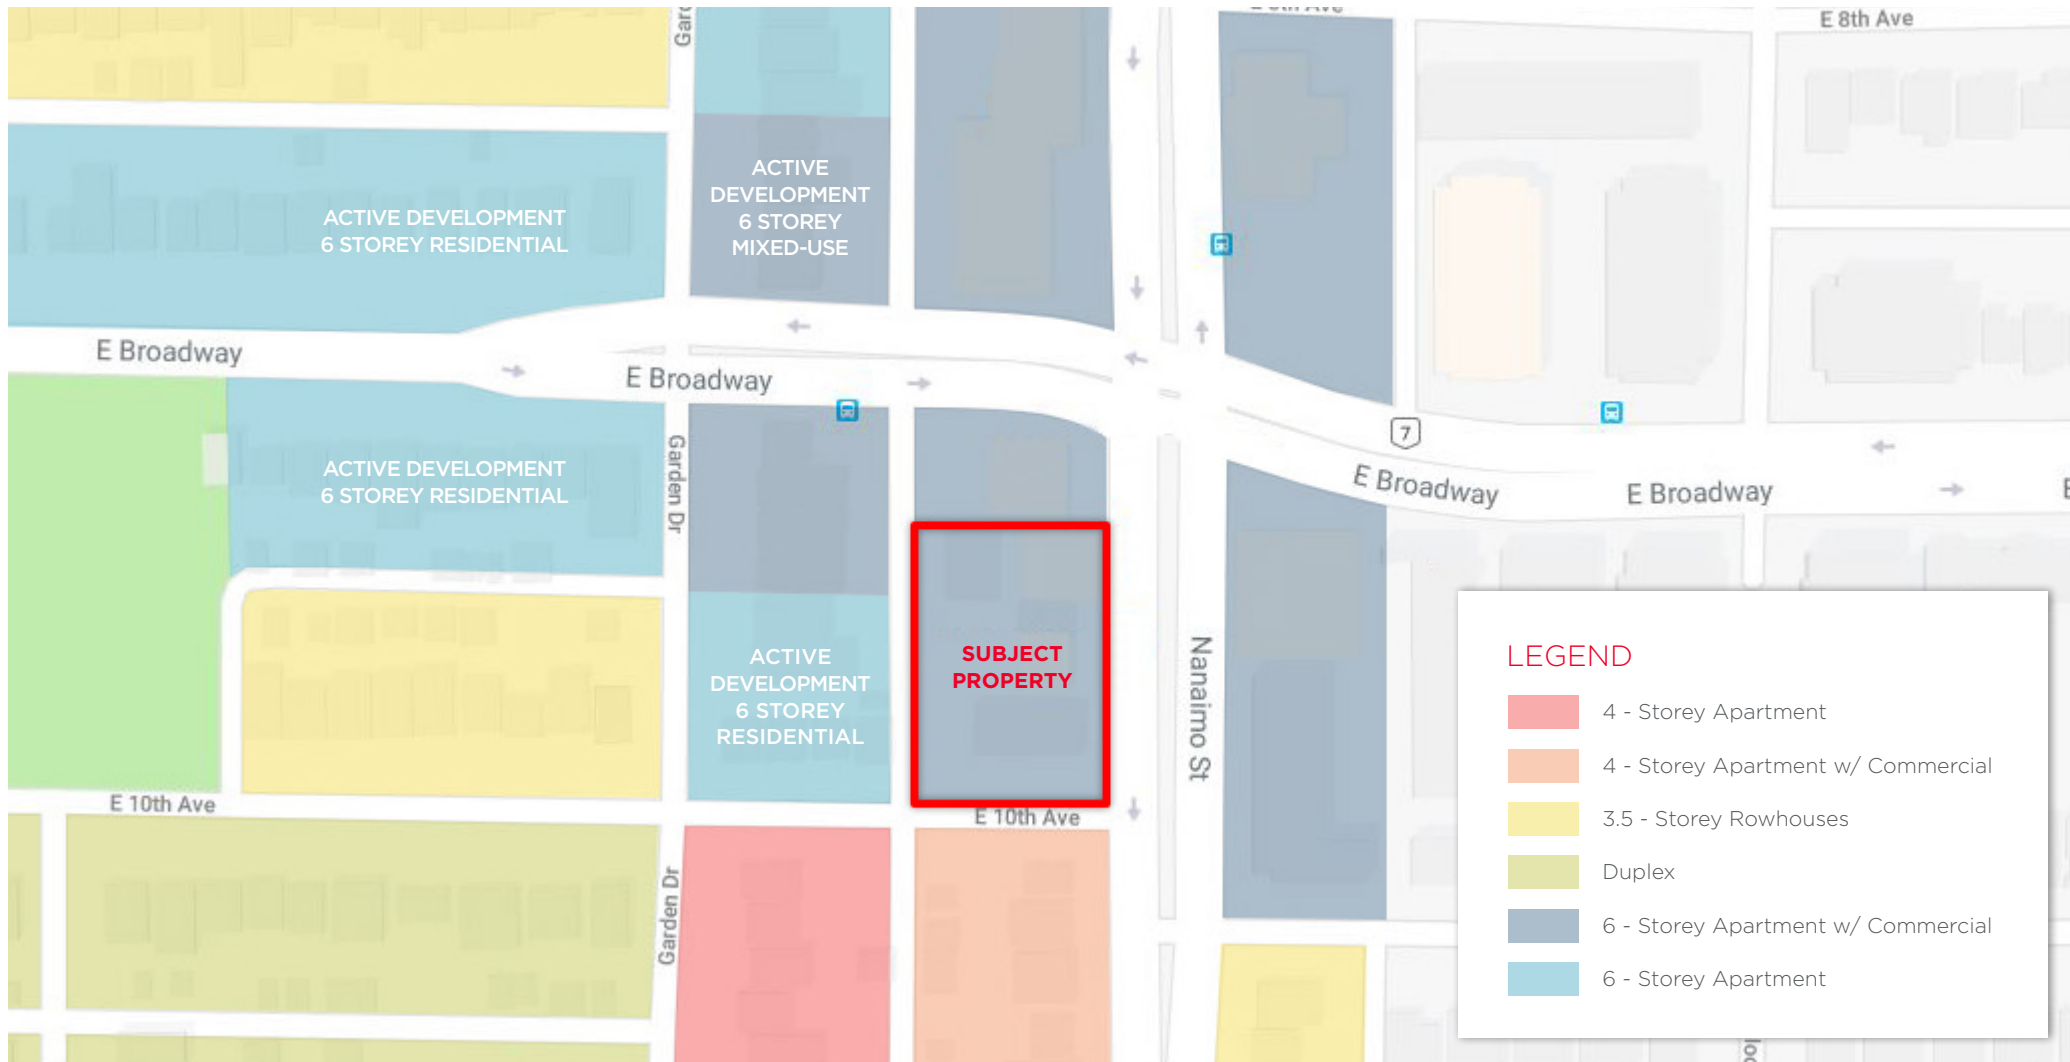 E 8th Ave
ACTIVE
DEVELOPMENT
6 STOREY
MIXED-USE
ACTIVE DEVELOPMENT
6 STOREY RESIDENTIAL
E Broadway
E Broadway
7
E Broadway
E Broadway
Garden Dr
ACTIVE DEVELOPMENT
6 STOREY RESIDENTIAL
ACTIVE
DEVELOPMENT
6 STOREY
RESIDENTIAL
SUBJECT
PROPERTY
Nanaimo St
E 10th Ave
E 10th Ave
Garden Dr
LEGEND
4 - Storey Apartment
4 - Storey Apartment w/ Commercial
3.5 - Storey Rowhouses
Duplex
6 - Storey Apartment w/ Commercial
6 - Storey Apartment